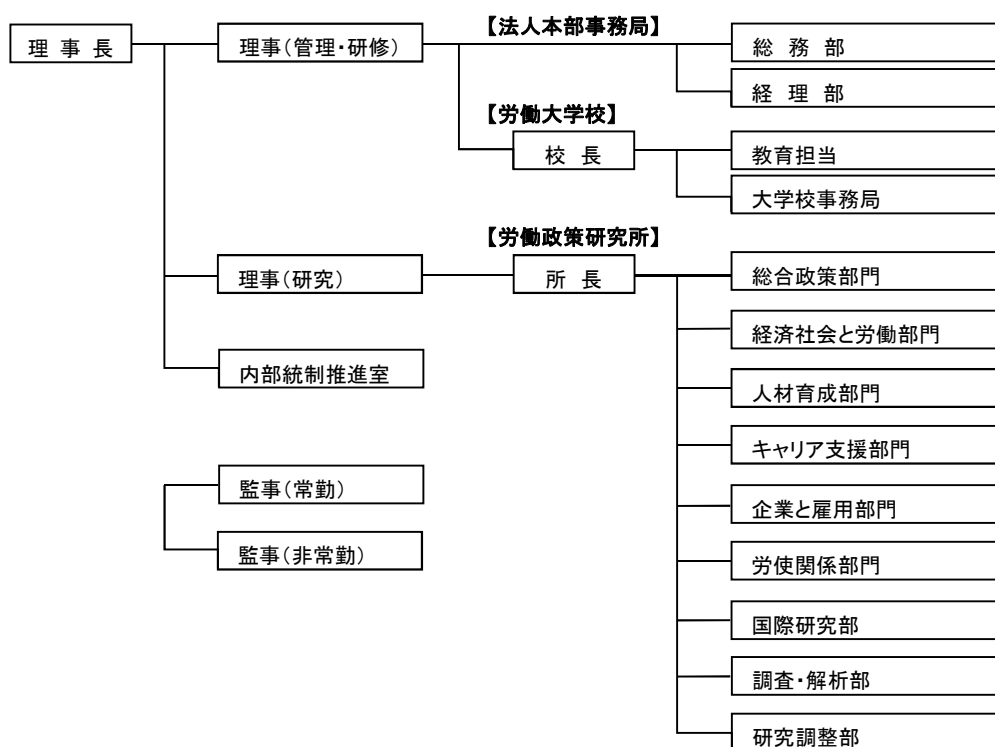 【法人本部事務局】
理 事 長
理事(管理・研修)
総 務 部
経 理 部
【労働大学校】
校 長
教育担当
大学校事務局
【労働政策研究所】
理事(研究)
所 長
総合政策部門
経済社会と労働部門
内部統制推進室
人材育成部門
キャリア支援部門
監事(常勤)
企業と雇用部門
監事(非常勤)
労使関係部門
国際研究部
調査・解析部
研究調整部